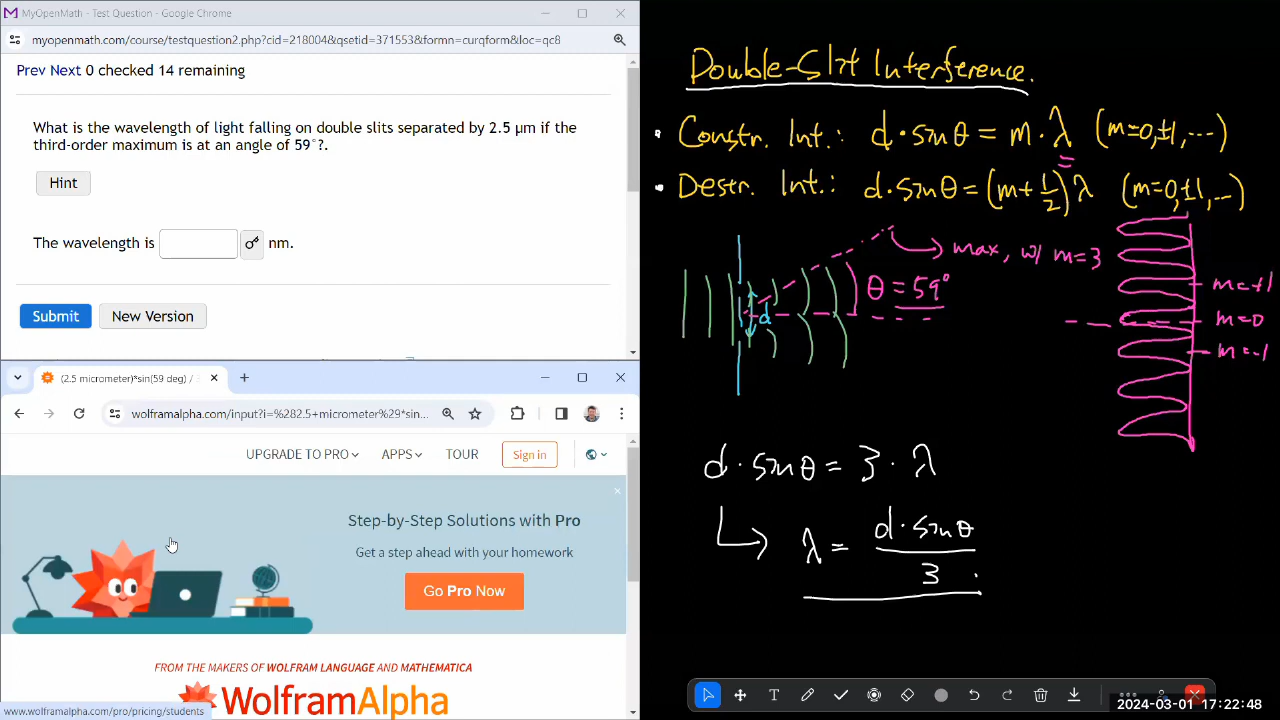 MyOpenMath - Test Question - Google Chrome
myopenmath.com/course/testquestion2.php?cid=218004&qsetid=371553&formn=curqform&loc=qc8
Prev Next 0 checked 14 remaining
What is the wavelength of light falling on double slits separated by 2.5 µm if the
third-order maximum is at an angle of 59°?.
Hint
The wavelength is nm.
Submit New Version
(2.5 micrometer)*sin(59 deg) / 3
wolframalpha.com/input?i=%282.5+micrometer%29*sin...
UPGRADE TO PRO APPS TOUR Sign in
Step-by-Step Solutions with Pro
Get a step ahead with your homework
Go Pro Now
FROM THE MAKERS OF WOLFRAM LANGUAGE AND MATHEMATICA
WolframAlpha
www.wolframalpha.com/pro/pricing/students
Double-Slit Interference.
• Constr. Int.: d·sinθ = m·λ (m=0,±1,···)
• Destr. Int.: d·sinθ = (m+1/2)λ (m=0,±1,...)
max, w/ m=3
θ = 59°
d
m=+1
m=0
m=-1
d·sinθ = 3·λ
λ = d·sinθ / 3.
2024-03-01 17:22:48